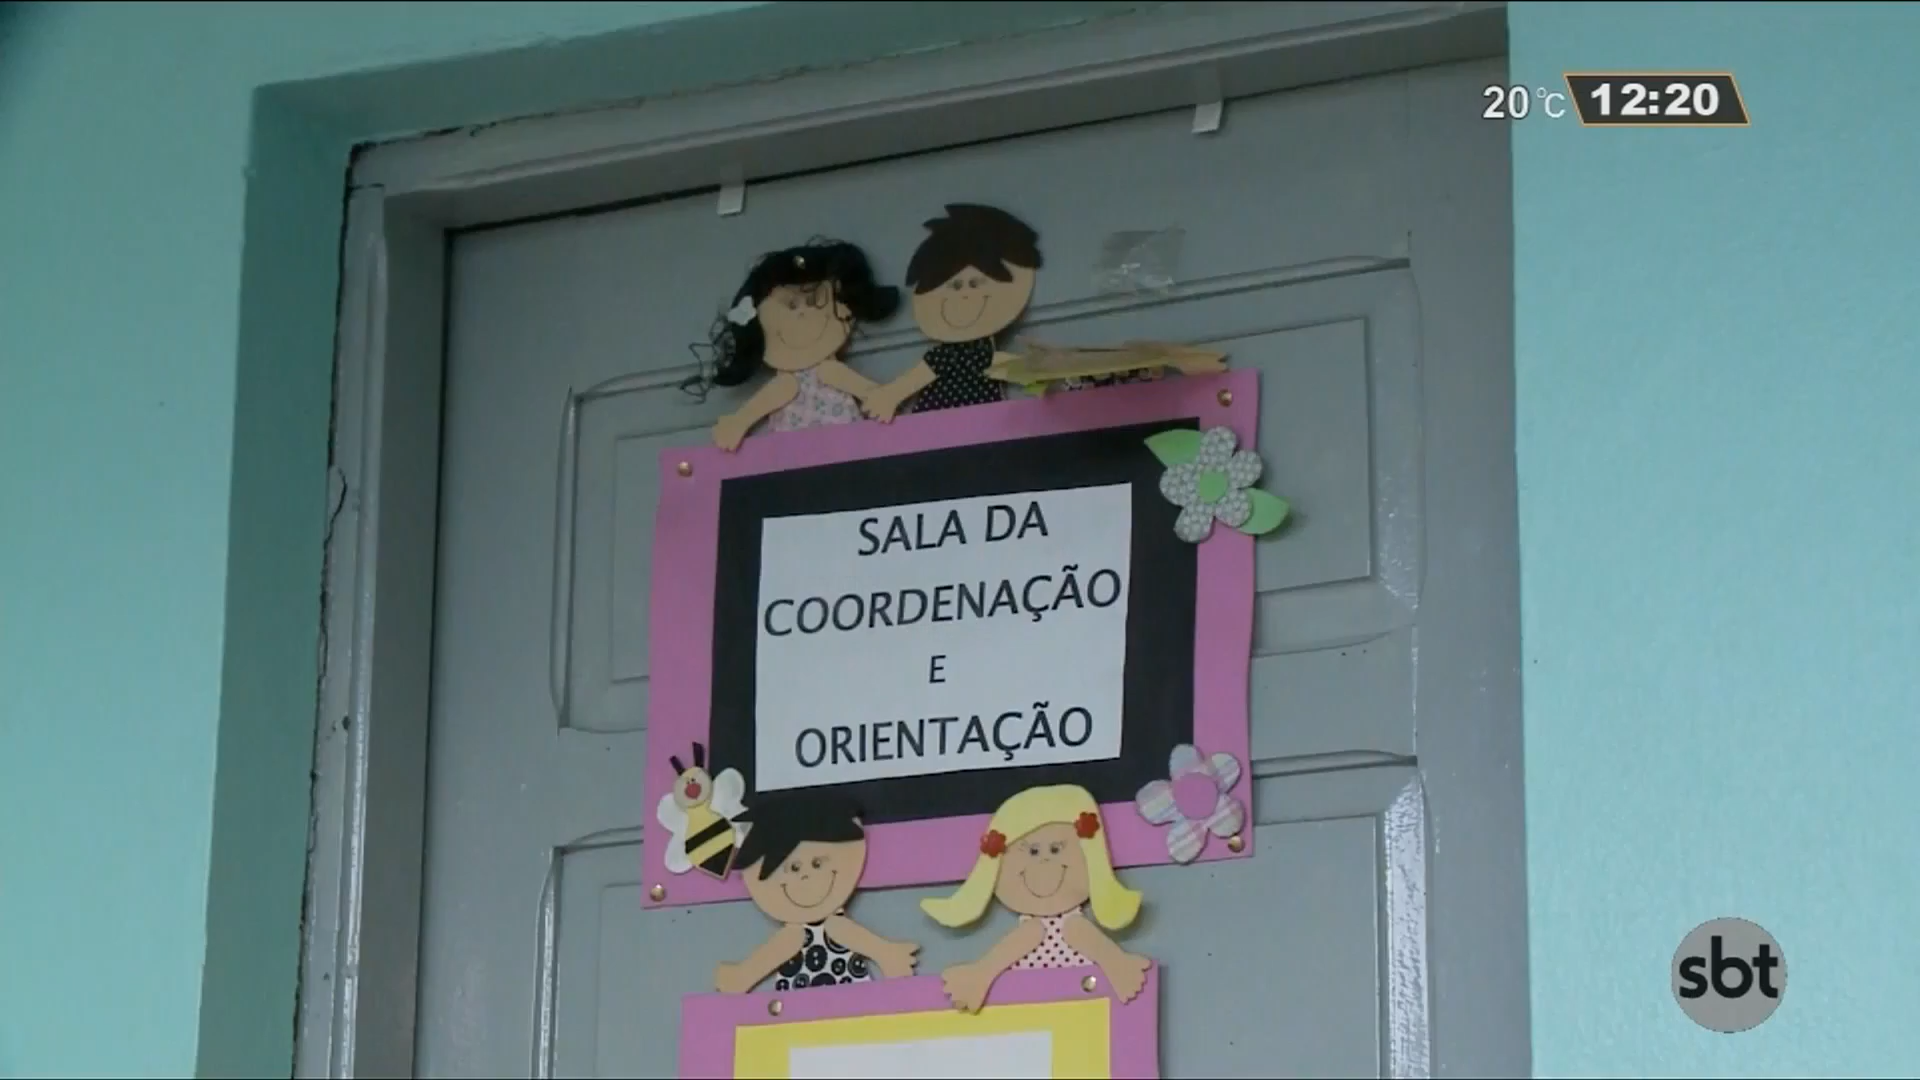 20°C 12:20
SALA DA
COORDENAÇÃO
E
ORIENTAÇÃO
sbt